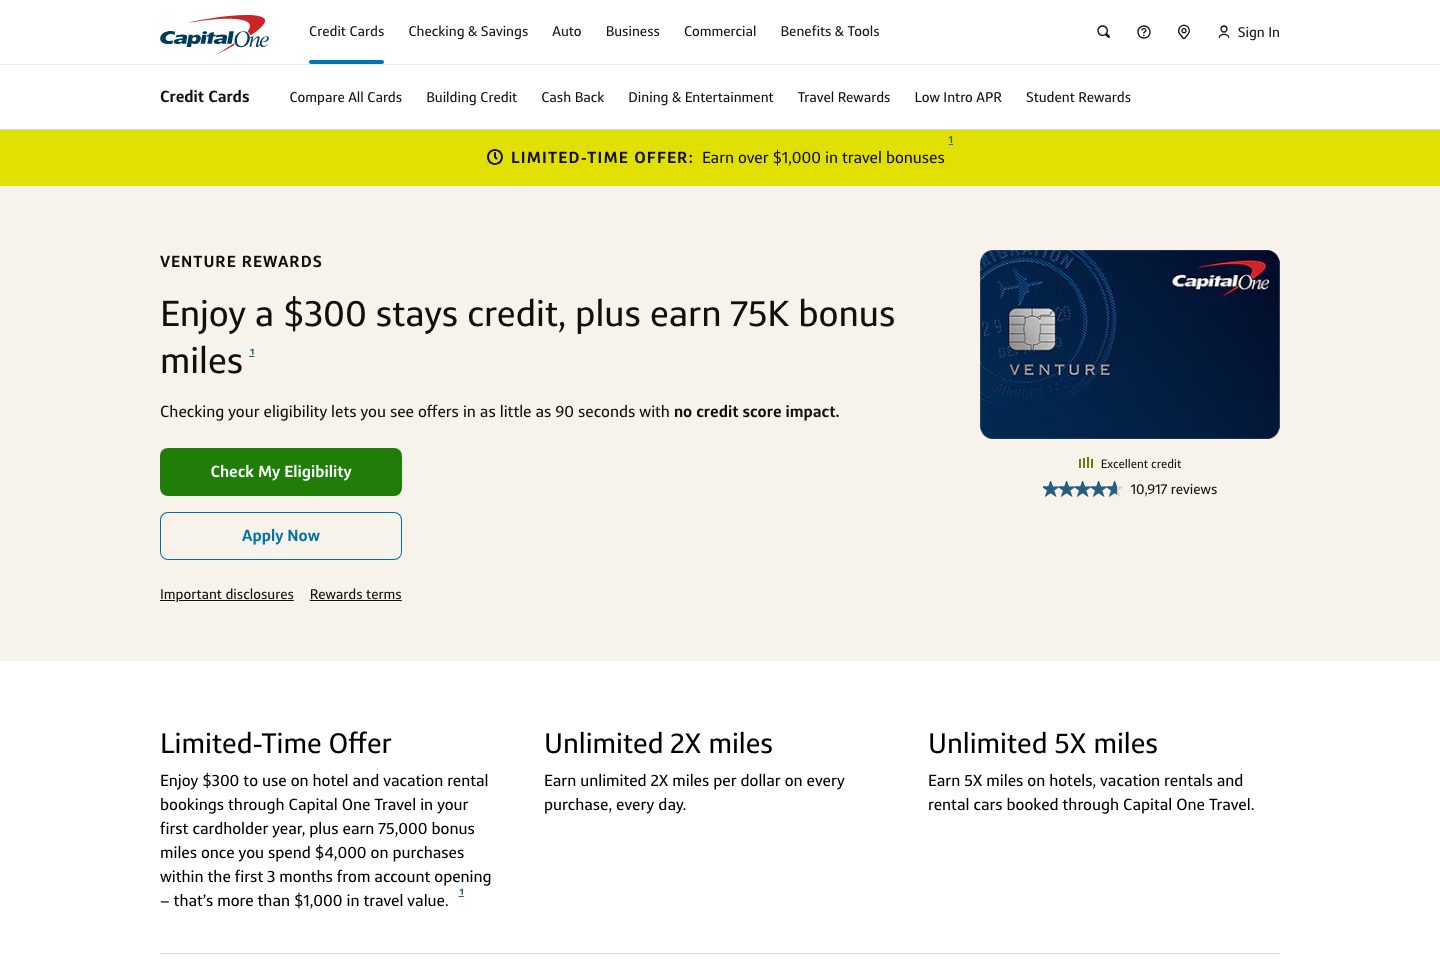 CapitalOne
Credit Cards
Checking & Savings
Auto
Business
Commercial
Benefits & Tools
Sign In
Credit Cards
Compare All Cards
Building Credit
Cash Back
Dining & Entertainment
Travel Rewards
Low Intro APR
Student Rewards
LIMITED-TIME OFFER: Earn over $1,000 in travel bonuses 1
VENTURE REWARDS
Enjoy a $300 stays credit, plus earn 75K bonus
miles 1
Checking your eligibility lets you see offers in as little as 90 seconds with no credit score impact.
Check My Eligibility
Apply Now
Important disclosures
Rewards terms
CapitalOne
VENTURE
Excellent credit
10,917 reviews
Limited-Time Offer
Enjoy $300 to use on hotel and vacation rental
bookings through Capital One Travel in your
first cardholder year, plus earn 75,000 bonus
miles once you spend $4,000 on purchases
within the first 3 months from account opening
– that’s more than $1,000 in travel value. 1
Unlimited 2X miles
Earn unlimited 2X miles per dollar on every
purchase, every day.
Unlimited 5X miles
Earn 5X miles on hotels, vacation rentals and
rental cars booked through Capital One Travel.